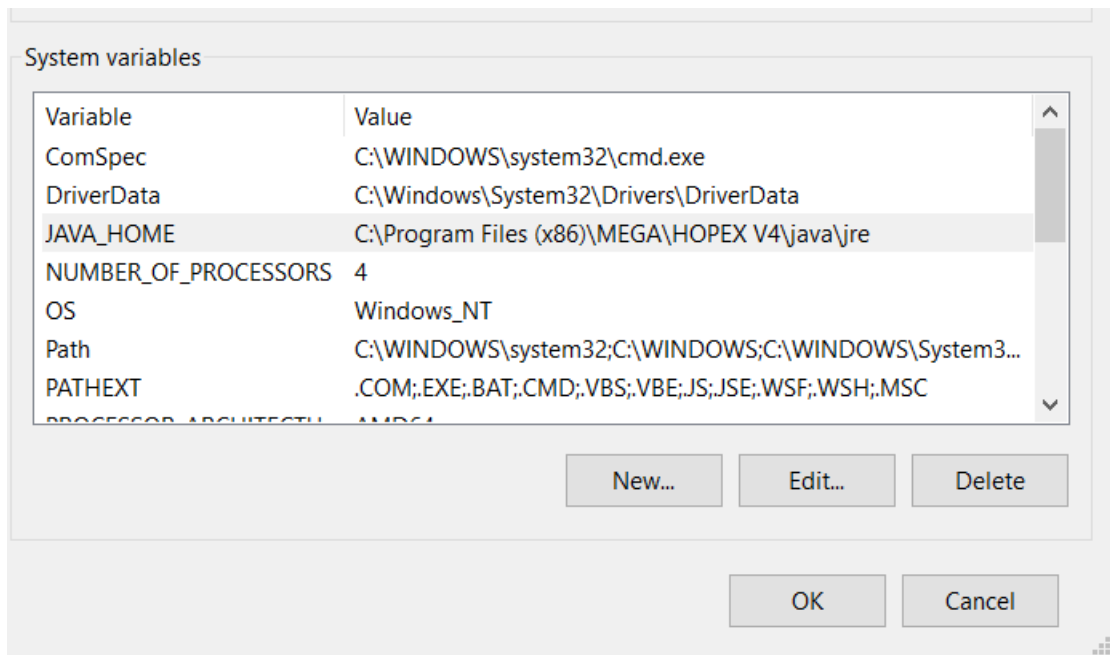 System variables
Variable Value
ComSpec C:\WINDOWS\system32\cmd.exe
DriverData C:\Windows\System32\Drivers\DriverData
JAVA_HOME C:\Program Files (x86)\MEGA\HOPEX V4\java\jre
NUMBER_OF_PROCESSORS 4
OS Windows_NT
Path C:\WINDOWS\system32;C:\WINDOWS;C:\WINDOWS\System3...
PATHEXT .COM;.EXE;.BAT;.CMD;.VBS;.VBE;.JS;.JSE;.WSF;.WSH;.MSC
New... Edit... Delete
OK Cancel